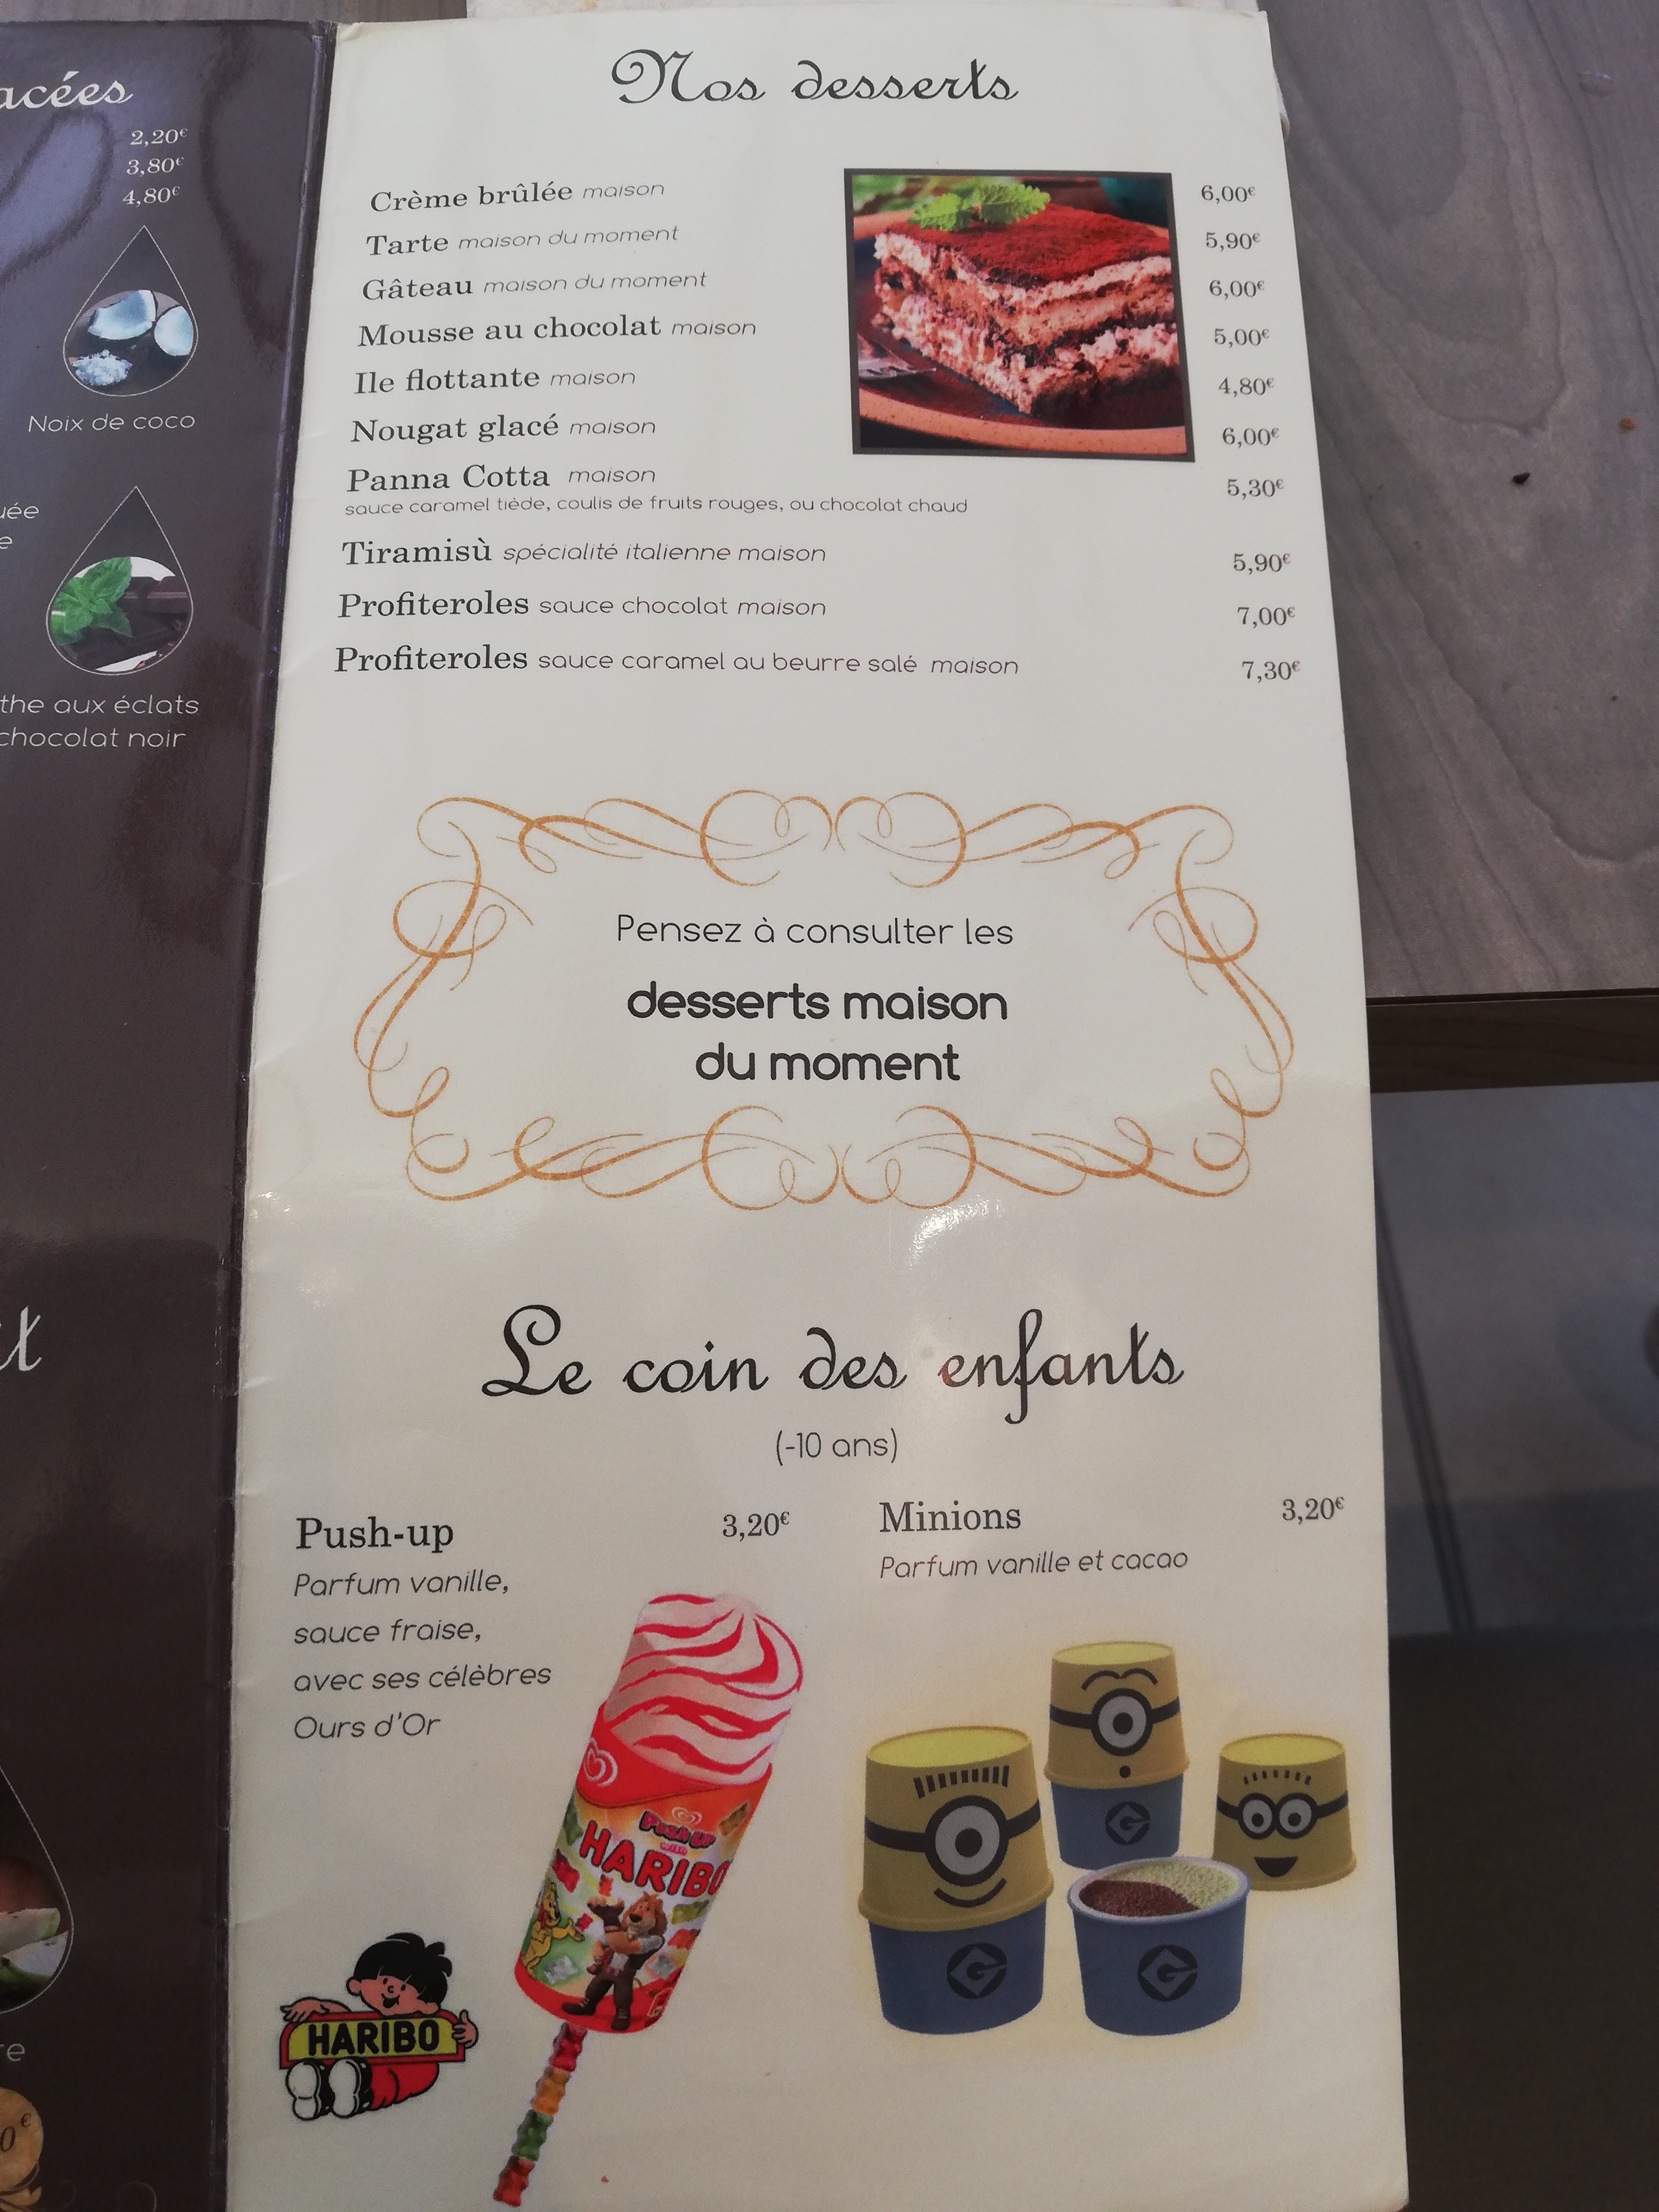 acées
2,20€
3,80€
4,80€
Noix de coco
uée
e
the aux éclats
chocolat noir
Nos desserts
Crème brûlée maison 6,00€
Tarte maison du moment 5,90€
Gâteau maison du moment 6,00€
Mousse au chocolat maison 5,00€
Ile flottante maison 4,80€
Nougat glacé maison 6,00€
Panna Cotta maison 5,30€
sauce caramel tiède, coulis de fruits rouges, ou chocolat chaud
Tiramisù spécialité italienne maison 5,90€
Profiteroles sauce chocolat maison 7,00€
Profiteroles sauce caramel au beurre salé maison 7,30€
Pensez à consulter les
desserts maison
du moment
Le coin des enfants
(-10 ans)
Push-up 3,20€
Parfum vanille,
sauce fraise,
avec ses célèbres
Ours d'Or
Push UP
with
HARIBO
HARIBO
Minions 3,20€
Parfum vanille et cacao
G
G
G